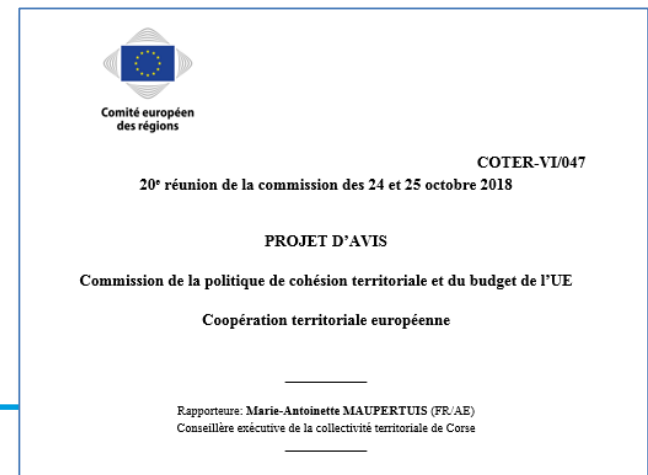 Comité européen
des régions
COTER-VI/047
20e réunion de la commission des 24 et 25 octobre 2018
PROJET D'AVIS
Commission de la politique de cohésion territoriale et du budget de l'UE
Coopération territoriale européenne
Rapporteure: Marie-Antoinette MAUPERTUIS (FR/AE)
Conseillère exécutive de la collectivité territoriale de Corse